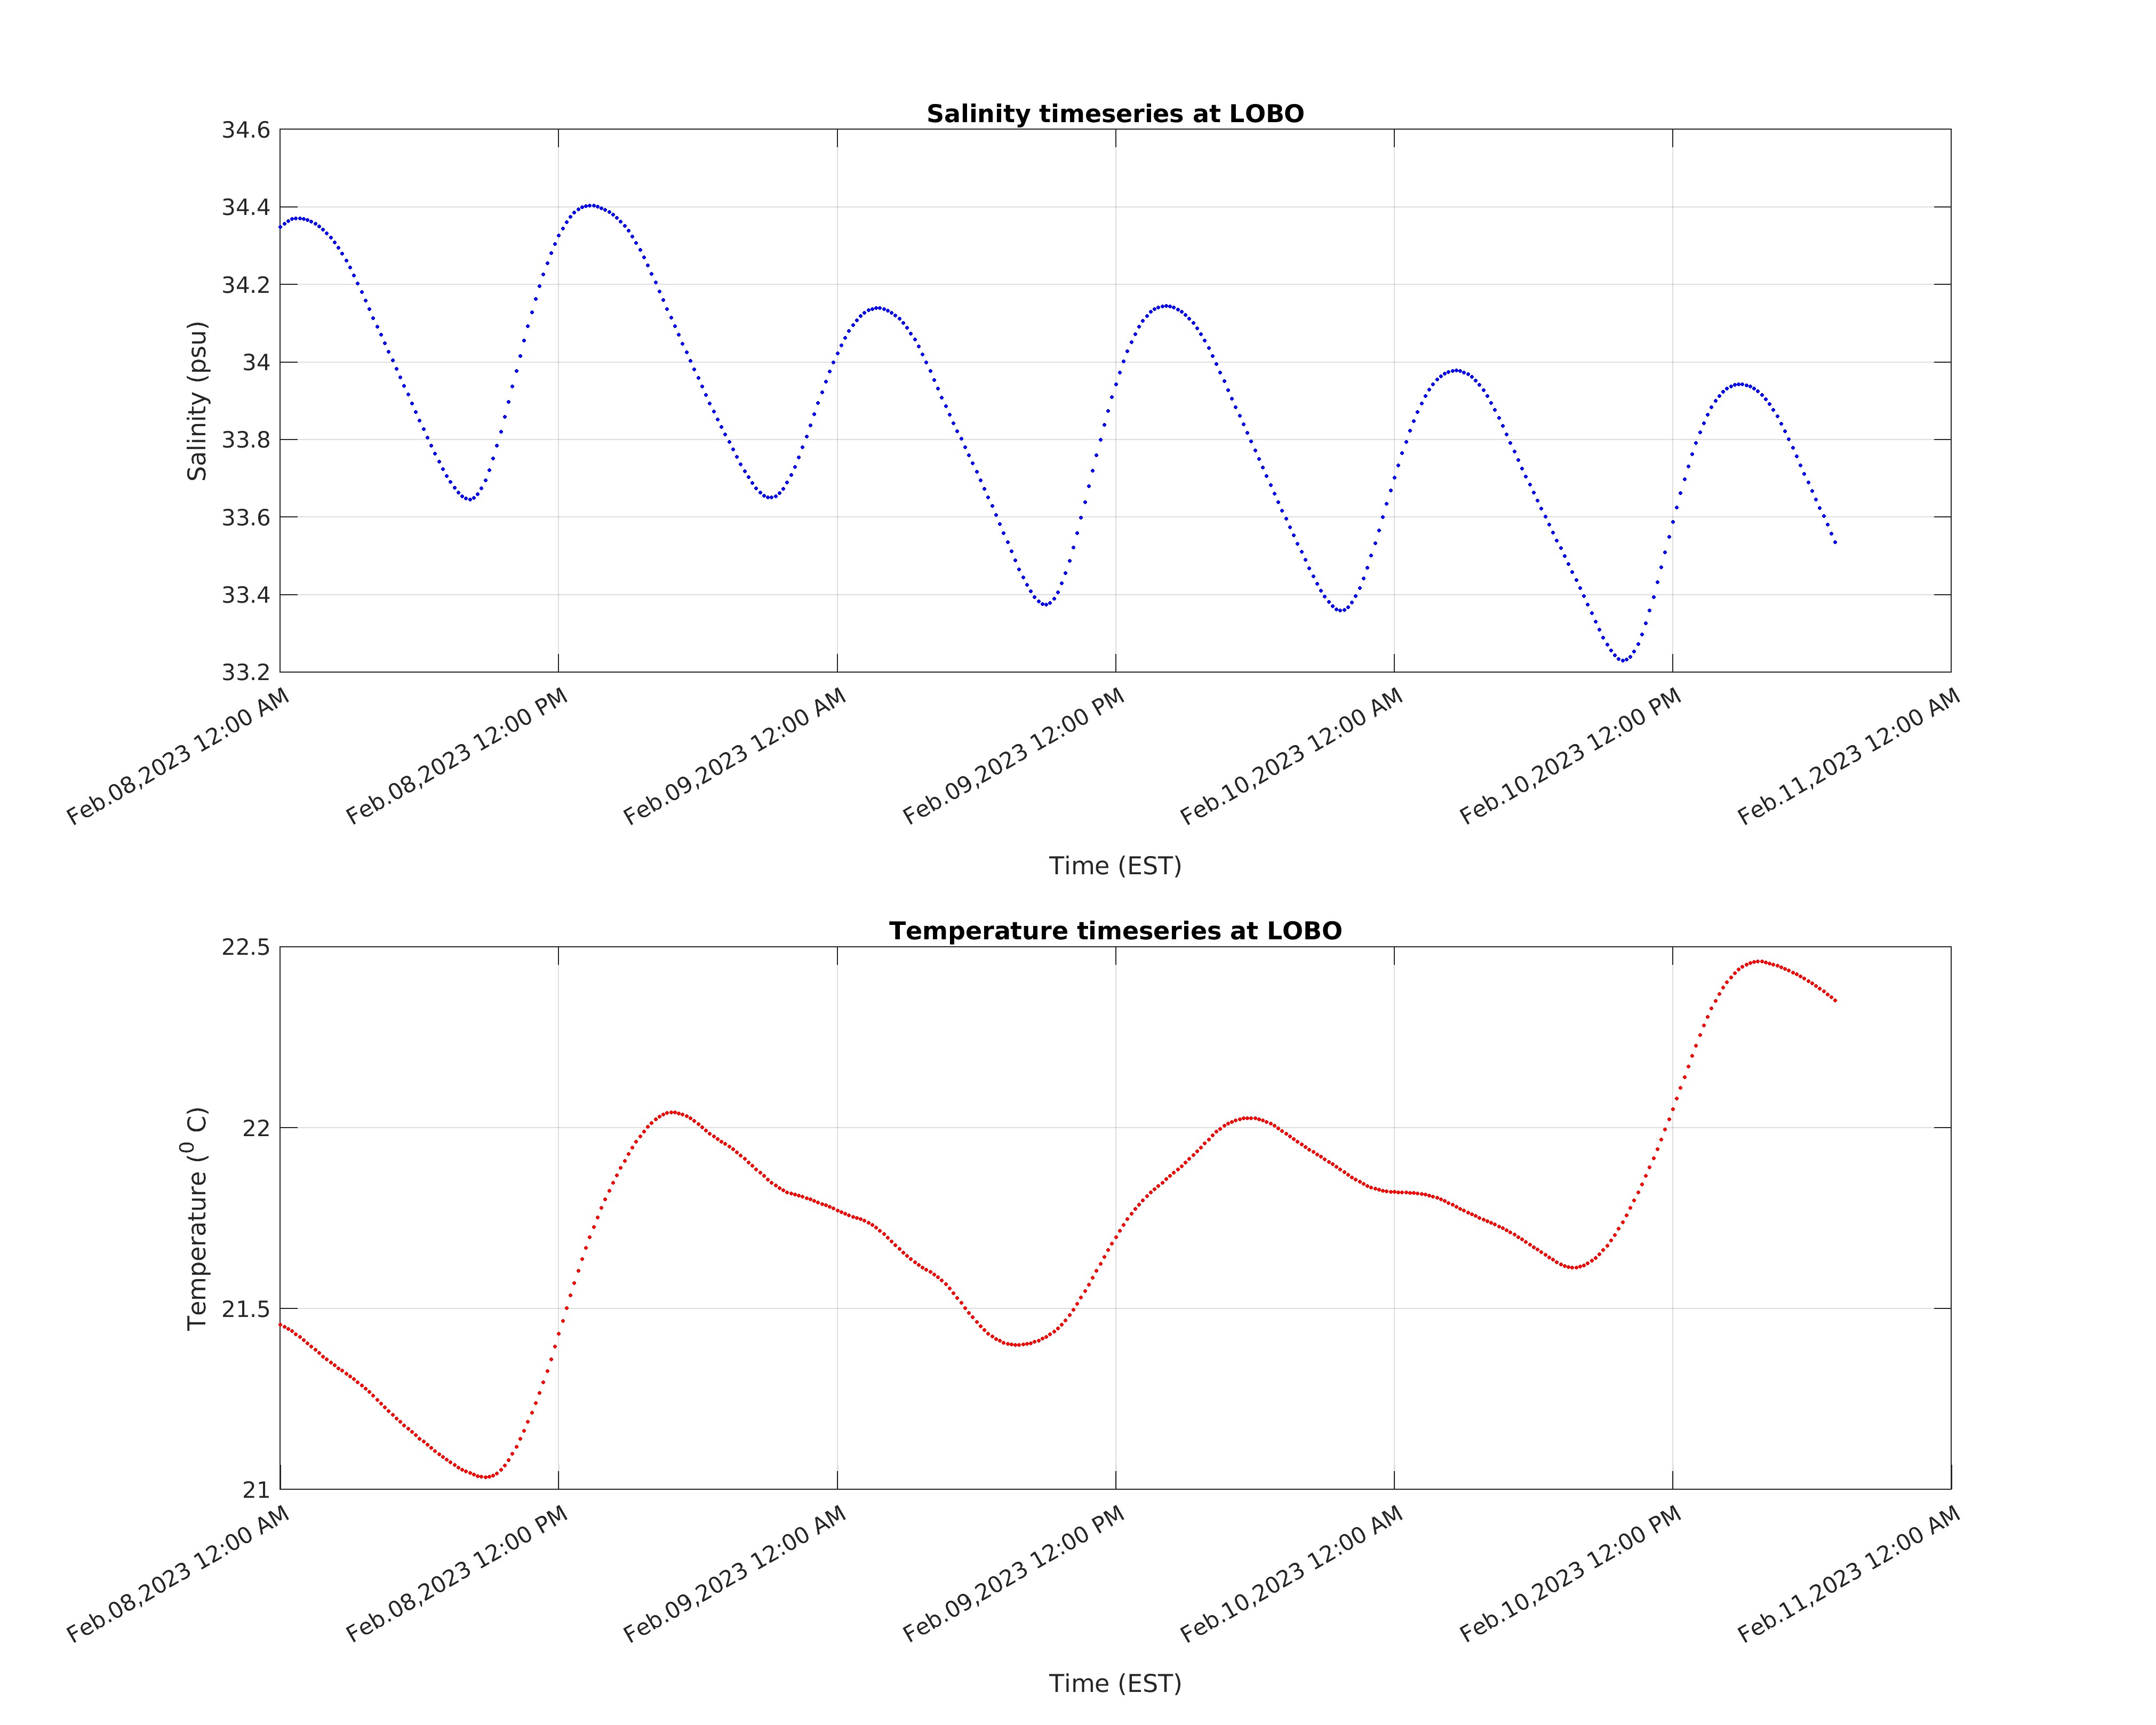 Salinity timeseries at LOBO
34.6
34.4
34.2
34
33.8
33.6
33.4
33.2
Salinity (psu)
Feb.08,2023 12:00 AM
Feb.08,2023 12:00 PM
Feb.09,2023 12:00 AM
Feb.09,2023 12:00 PM
Feb.10,2023 12:00 AM
Feb.10,2023 12:00 PM
Feb.11,2023 12:00 AM
Time (EST)
Temperature timeseries at LOBO
22.5
22
21.5
21
Temperature (⁰ C)
Feb.08,2023 12:00 AM
Feb.08,2023 12:00 PM
Feb.09,2023 12:00 AM
Feb.09,2023 12:00 PM
Feb.10,2023 12:00 AM
Feb.10,2023 12:00 PM
Feb.11,2023 12:00 AM
Time (EST)